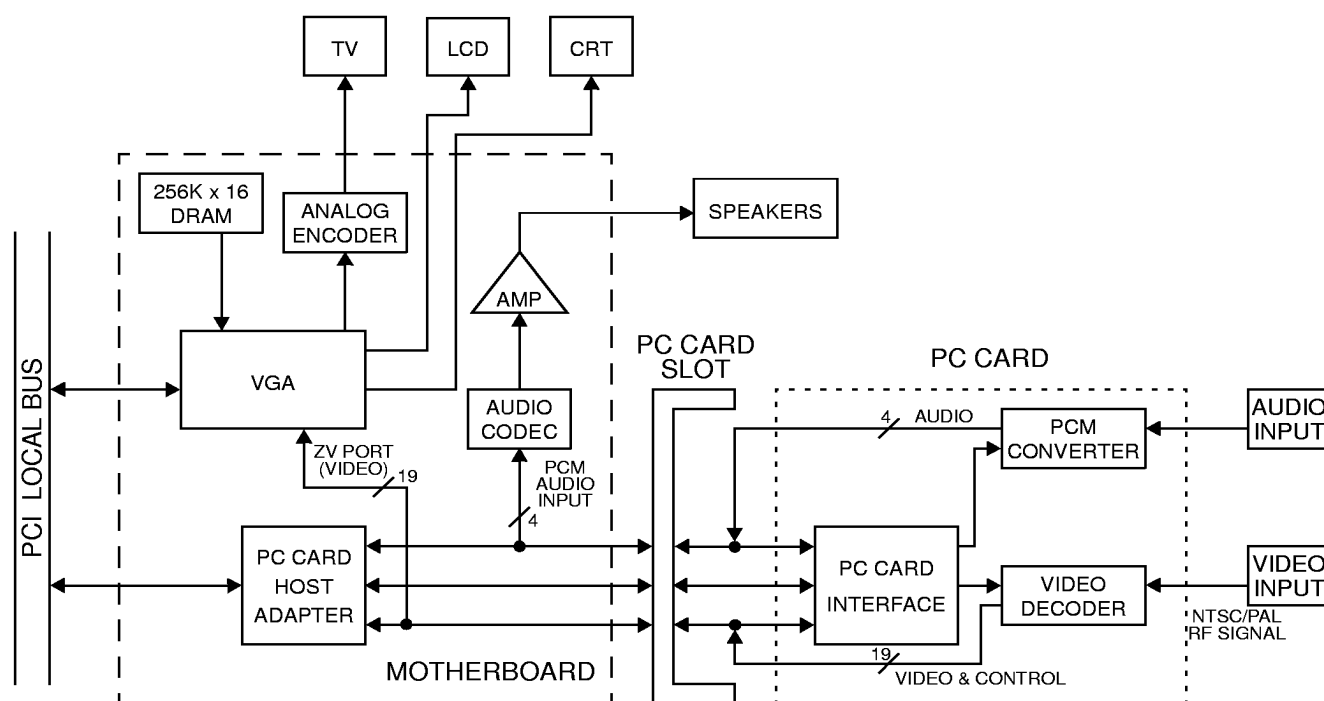 TV
LCD
CRT
256K x 16
DRAM
ANALOG
ENCODER
SPEAKERS
AMP
PCI LOCAL BUS
VGA
PC CARD
SLOT
PC CARD
AUDIO
CODEC
4
AUDIO
PCM
CONVERTER
AUDIO
INPUT
ZV PORT
(VIDEO)
19
PCM
AUDIO
INPUT
4
PC CARD
HOST
ADAPTER
PC CARD
INTERFACE
VIDEO
DECODER
VIDEO
INPUT
NTSC/PAL
RF SIGNAL
19
VIDEO & CONTROL
MOTHERBOARD